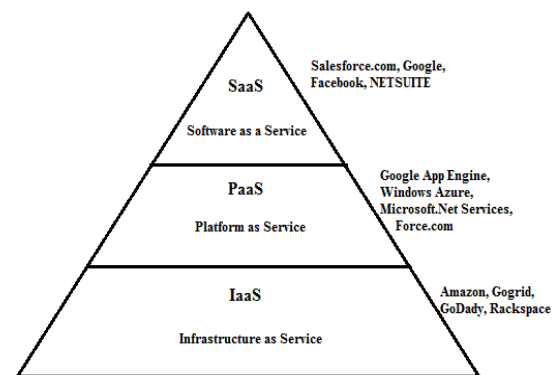 SaaS
Software as a Service
Salesforce.com, Google,
Facebook, NETSUITE
PaaS
Platform as Service
Google App Engine,
Windows Azure,
Microsoft.Net Services,
Force.com
IaaS
Infrastructure as Service
Amazon, Gogrid,
GoDady, Rackspace